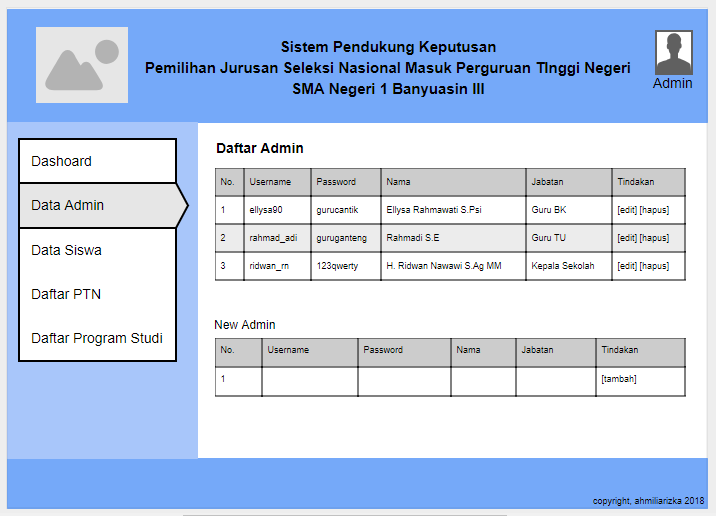 Sistem Pendukung Keputusan
Pemilihan Jurusan Seleksi Nasional Masuk Perguruan TInggi Negeri
SMA Negeri 1 Banyuasin III
Admin
Dashoard
Data Admin
Data Siswa
Daftar PTN
Daftar Program Studi
Daftar Admin
No. Username Password Nama Jabatan Tindakan
1 ellysa90 gurucantik Ellysa Rahmawati S.Psi Guru BK [edit] [hapus]
2 rahmad_adi guruganteng Rahmadi S.E Guru TU [edit] [hapus]
3 ridwan_rn 123qwerty H. Ridwan Nawawi S.Ag MM Kepala Sekolah [edit] [hapus]
New Admin
No. Username Password Nama Jabatan Tindakan
1 [tambah]
copyright, ahmiliarizka 2018